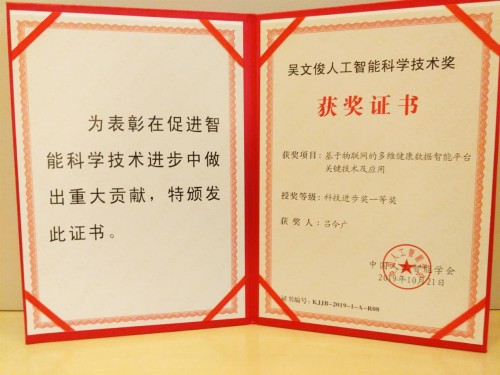 为表彰在促进智
能科学技术进步中做
出重大贡献，特颁发
此证书。
吴文俊人工智能科学技术奖
获奖证书
获奖项目：基于物联网的多维健康数据智能平台
关键技术及应用
授奖等级：科技进步奖一等奖
获 奖 人：吕令广
中国人工智能学会
2019年10月21日
证书编号：KJJB-2019-1-A-R08